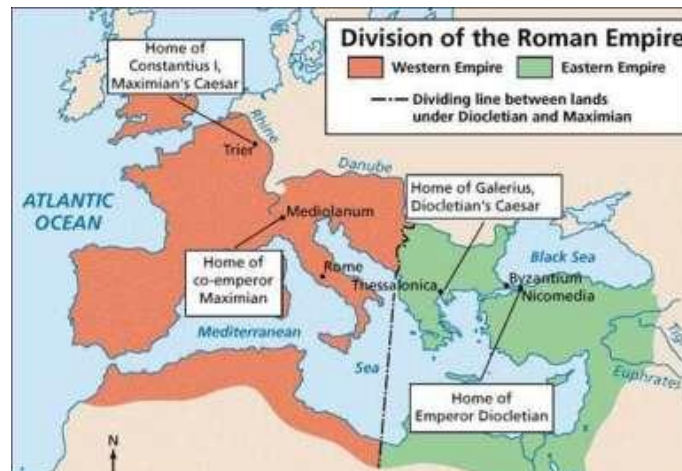 Division of the Roman Empire
Western Empire
Eastern Empire
Dividing line between lands
under Diocletian and Maximian
Home of
Constantius I,
Maximian's Caesar
Rhine
Trier
Danube
Home of Galerius,
Diocletian's Caesar
ATLANTIC
OCEAN
Mediolanum
Black Sea
Home of
co-emperor
Maximian
Rome
Thessalonica
Byzantium
Nicomedia
Mediterranean
Sea
Euphrates
Home of
Emperor Diocletian
N